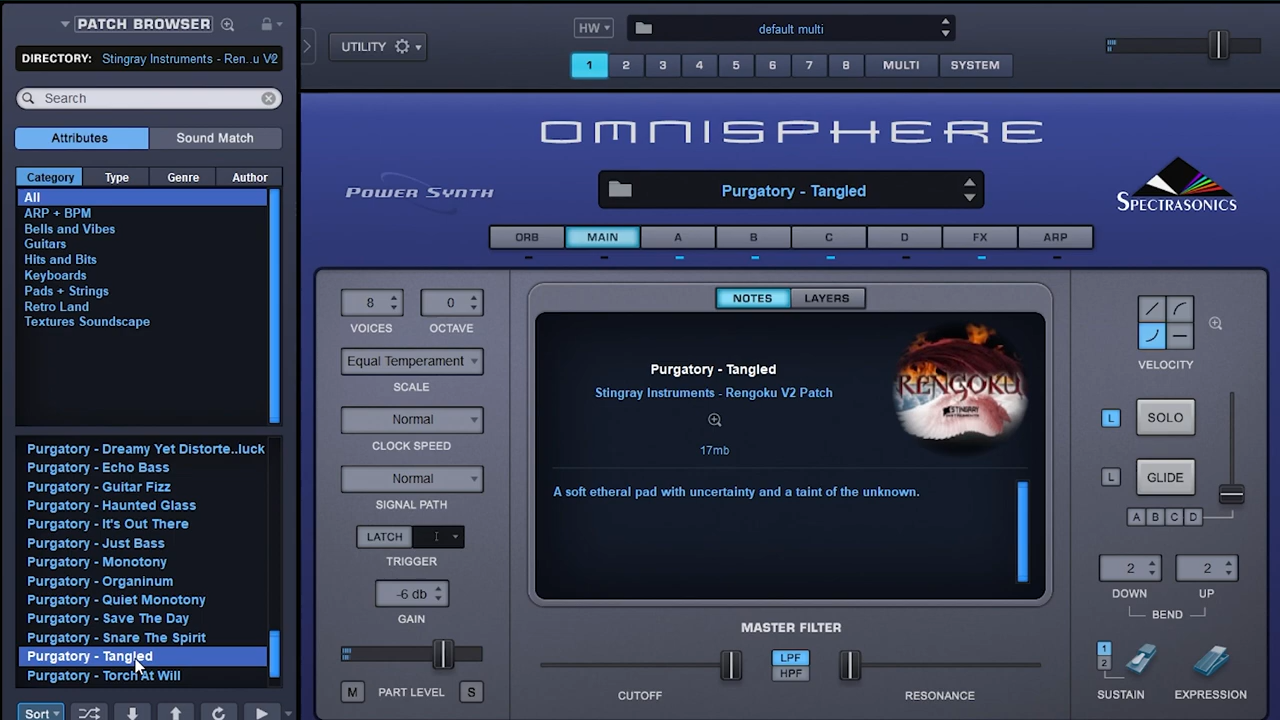 PATCH BROWSER
DIRECTORY: Stingray Instruments - Ren..u V2
Search
Attributes
Sound Match
Category
Type
Genre
Author
All
ARP + BPM
Bells and Vibes
Guitars
Hits and Bits
Keyboards
Pads + Strings
Retro Land
Textures Soundscape
Purgatory - Dreamy Yet Distorte..luck
Purgatory - Echo Bass
Purgatory - Guitar Fizz
Purgatory - Haunted Glass
Purgatory - It's Out There
Purgatory - Just Bass
Purgatory - Monotony
Purgatory - Organinum
Purgatory - Quiet Monotony
Purgatory - Save The Day
Purgatory - Snare The Spirit
Purgatory - Tangled
Purgatory - Torch At Will
Sort
UTILITY
HW
default multi
1 2 3 4 5 6 7 8 MULTI SYSTEM
OMNISPHERE
POWER SYNTH
Purgatory - Tangled
SPECTRASONICS
ORB MAIN A B C D FX ARP
8
0
VOICES
OCTAVE
Equal Temperament
SCALE
Normal
CLOCK SPEED
Normal
SIGNAL PATH
LATCH
TRIGGER
-6 db
GAIN
M PART LEVEL S
NOTES
LAYERS
Purgatory - Tangled
Stingray Instruments - Rengoku V2 Patch
17mb
A soft etheral pad with uncertainty and a taint of the unknown.
RENGOKU
STINGRAY
MASTER FILTER
LPF
HPF
CUTOFF
RESONANCE
VELOCITY
L SOLO
L GLIDE
A B C D
2
2
DOWN
UP
BEND
1
2
SUSTAIN
EXPRESSION